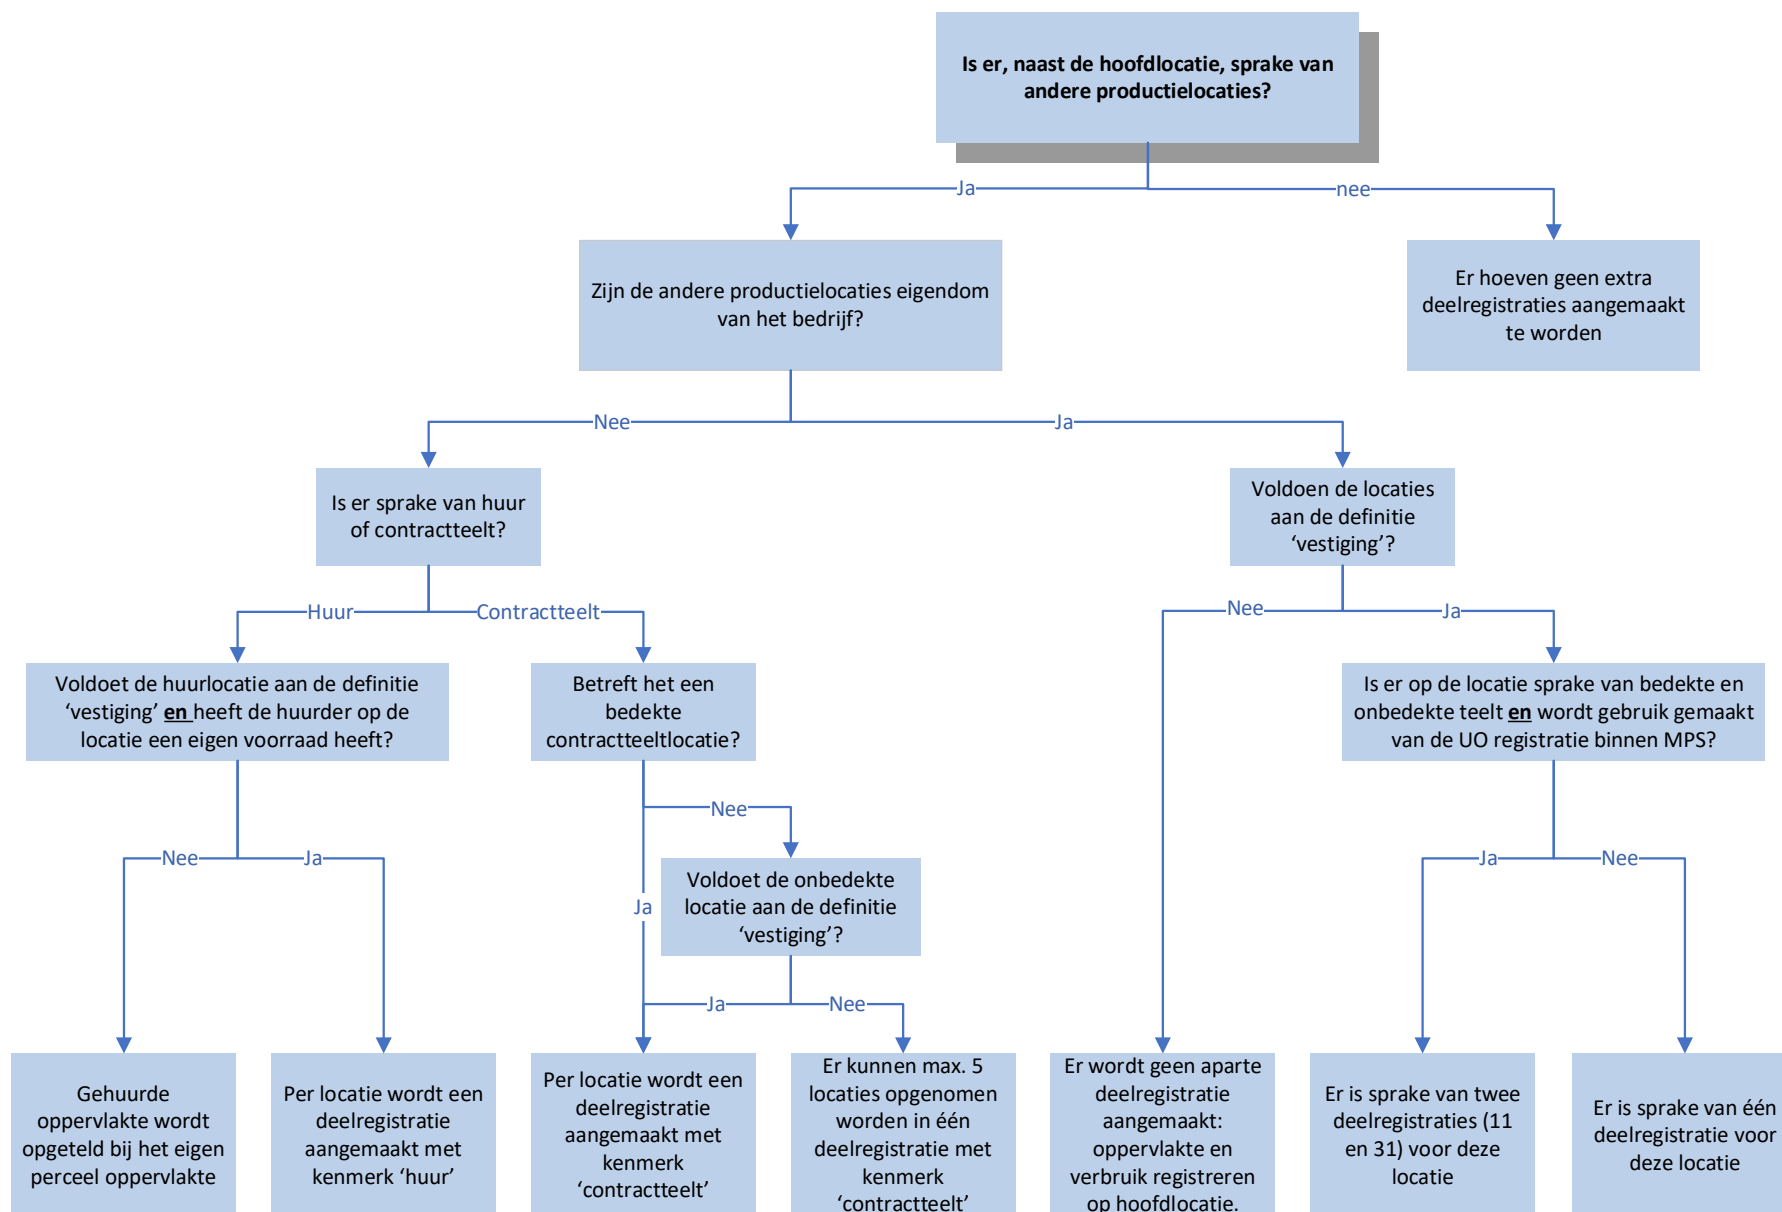 Is er, naast de hoofdlocatie, sprake van
andere productielocaties?
Ja
nee
Zijn de andere productielocaties eigendom
van het bedrijf?
Er hoeven geen extra
deelregistraties aangemaakt
te worden
Nee
Ja
Is er sprake van huur
of contractteelt?
Voldoen de locaties
aan de definitie
‘vestiging’?
Huur
Contractteelt
Nee
Ja
Voldoet de huurlocatie aan de definitie
‘vestiging’ en heeft de huurder op de
locatie een eigen voorraad heeft?
Betreft het een
bedekte
contractteeltlocatie?
Is er op de locatie sprake van bedekte en
onbedekte teelt en wordt gebruik gemaakt
van de UO registratie binnen MPS?
Nee
Nee
Ja
Ja
Nee
Voldoet de onbedekte
locatie aan de definitie
‘vestiging’?
Ja
Ja
Nee
Gehuurde
oppervlakte wordt
opgeteld bij het eigen
perceel oppervlakte
Per locatie wordt een
deelregistratie
aangemaakt met
kenmerk ‘huur’
Per locatie wordt een
deelregistratie
aangemaakt met
kenmerk
‘contractteelt’
Er kunnen max. 5
locaties opgenomen
worden in één
deelregistratie met
kenmerk
‘contractteelt’
Er wordt geen aparte
deelregistratie
aangemaakt:
oppervlakte en
verbruik registreren
op hoofdlocatie.
Er is sprake van twee
deelregistraties (11
en 31) voor deze
locatie
Er is sprake van één
deelregistratie voor
deze locatie